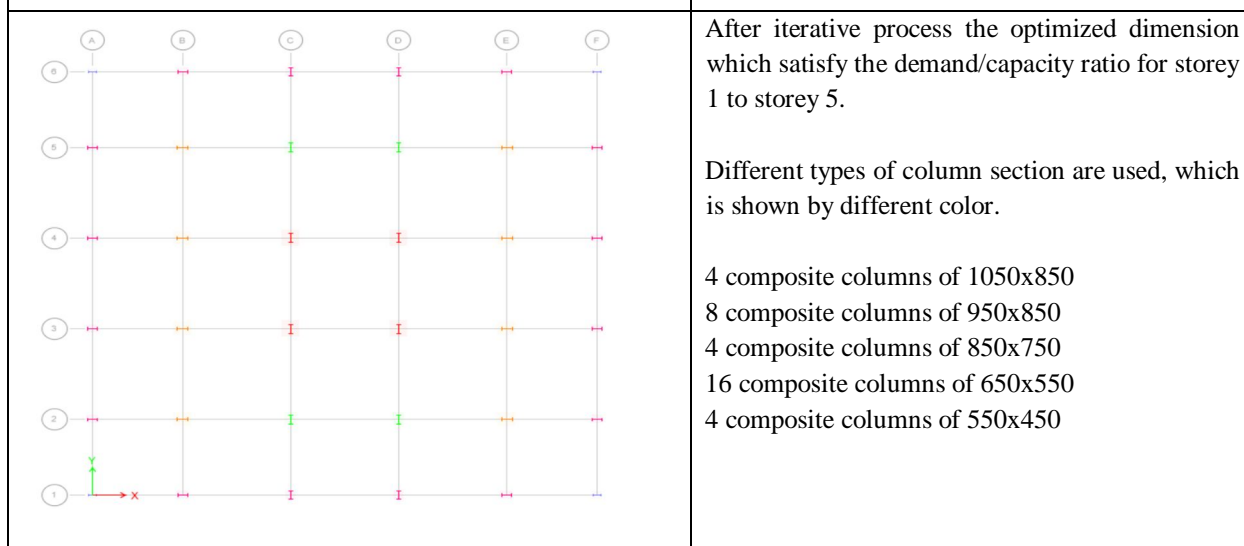 A B C D E F
6
5
4
3
2
Y
1 X
After iterative process the optimized dimension
which satisfy the demand/capacity ratio for storey
1 to storey 5.
Different types of column section are used, which
is shown by different color.
4 composite columns of 1050x850
8 composite columns of 950x850
4 composite columns of 850x750
16 composite columns of 650x550
4 composite columns of 550x450